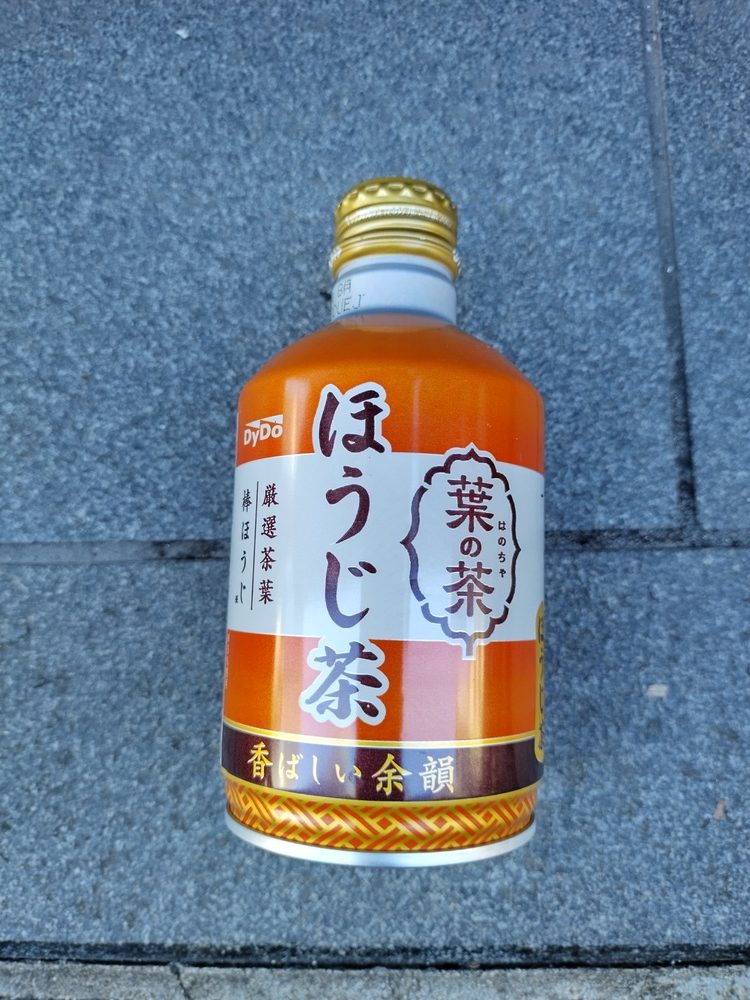 DyDo
ほうじ茶
葉の茶
はのちゃ
厳選茶葉
棒ほうじ
香ばしい余韻